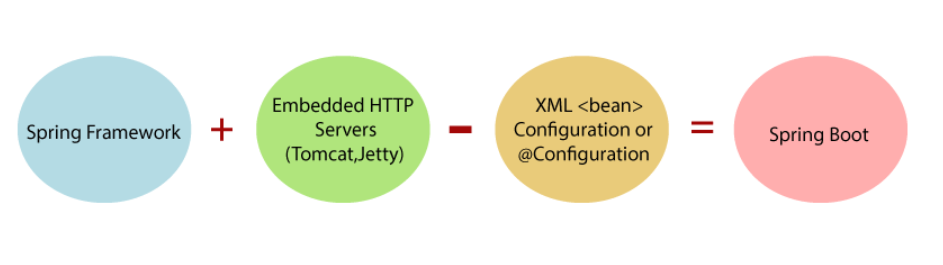 Spring Framework
+
Embedded HTTP
Servers
(Tomcat,Jetty)
-
XML <bean>
Configuration or
@Configuration
=
Spring Boot